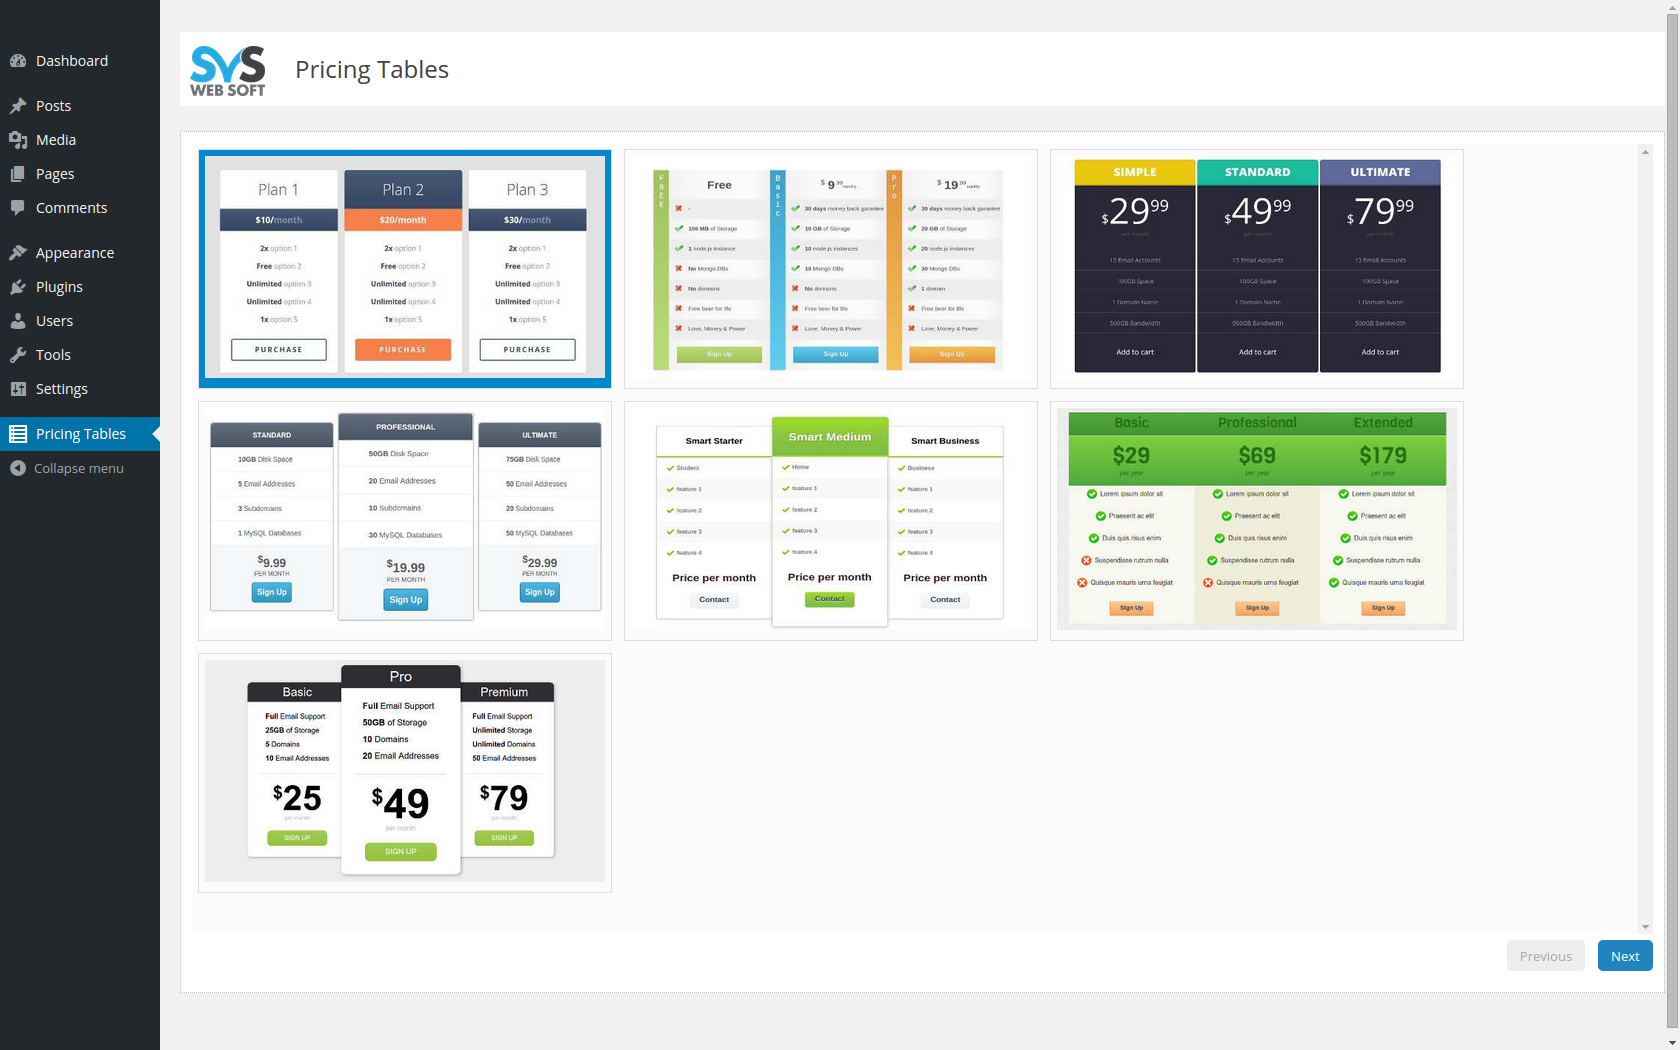 Dashboard
Posts
Media
Pages
Comments
Appearance
Plugins
Users
Tools
Settings
Pricing Tables
Collapse menu
SVS
WEB SOFT
Pricing Tables
Plan 1
$10/month
2x option 1
Free option 2
Unlimited option 3
Unlimited option 4
1x option 5
PURCHASE
Plan 2
$20/month
2x option 1
Free option 2
Unlimited option 3
Unlimited option 4
1x option 5
PURCHASE
Plan 3
$30/month
2x option 1
Free option 2
Unlimited option 3
Unlimited option 4
1x option 5
PURCHASE
FREE
Free
-
100 MB of Storage
1 node.js instance
No Mongo DBs
No domains
Free beer for life
Love, Money & Power
Sign Up
Basic
$9.99
30 days money back garantee
10 GB of Storage
10 node.js instances
10 Mongo DBs
No domains
Free beer for life
Love, Money & Power
Sign Up
Pro
$19.99
30 days money back garantee
20 GB of Storage
20 node.js instances
30 Mongo DBs
1 domain
Free beer for life
Love, Money & Power
Sign Up
SIMPLE
$29 99
per month
15 Email Accounts
100GB Space
1 Domain Name
500GB Bandwidth
Add to cart
STANDARD
$49 99
per month
15 Email Accounts
100GB Space
1 Domain Name
500GB Bandwidth
Add to cart
ULTIMATE
$79 99
per month
15 Email Accounts
100GB Space
1 Domain Name
500GB Bandwidth
Add to cart
STANDARD
10GB Disk Space
5 Email Addresses
3 Subdomains
1 MySQL Databases
$9.99
PER MONTH
Sign Up
PROFESSIONAL
50GB Disk Space
20 Email Addresses
10 Subdomains
30 MySQL Databases
$19.99
PER MONTH
Sign Up
ULTIMATE
75GB Disk Space
50 Email Addresses
20 Subdomains
50 MySQL Databases
$29.99
PER MONTH
Sign Up
Smart Starter
Student
feature 1
feature 2
feature 3
feature 4
Price per month
Contact
Smart Medium
Home
feature 1
feature 2
feature 3
feature 4
Price per month
Contact
Smart Business
Business
feature 1
feature 2
feature 3
feature 4
Price per month
Contact
Basic
$29
per year
Lorem ipsum dolor sit
Praesent ac elit
Duis quis risus enim
Suspendisse rutrum nulla
Quisque mauris urna feugiat
Sign Up
Professional
$69
per year
Lorem ipsum dolor sit
Praesent ac elit
Duis quis risus enim
Suspendisse rutrum nulla
Quisque mauris urna feugiat
Sign Up
Extended
$179
per year
Lorem ipsum dolor sit
Praesent ac elit
Duis quis risus enim
Suspendisse rutrum nulla
Quisque mauris urna feugiat
Sign Up
Basic
Full Email Support
25GB of Storage
5 Domains
10 Email Addresses
$25
per month
SIGN UP
Pro
Full Email Support
50GB of Storage
10 Domains
20 Email Addresses
$49
per month
SIGN UP
Premium
Full Email Support
Unlimited Storage
Unlimited Domains
50 Email Addresses
$79
per month
SIGN UP
Previous
Next